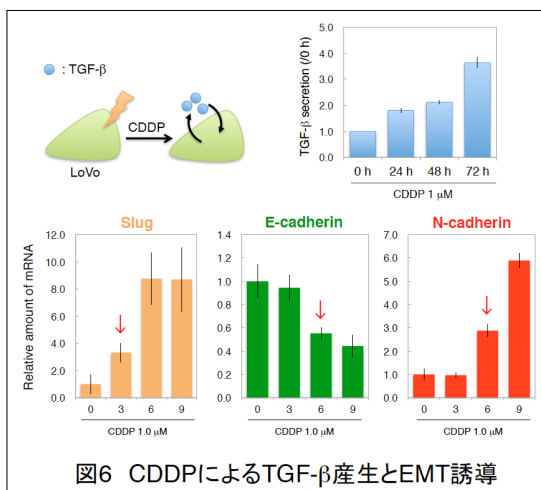 : TGF-β
CDDP
LoVo
TGF-β secretion (/0 h)
5.0
4.0
3.0
2.0
1.0
0.0
0 h 24 h 48 h 72 h
CDDP 1 μM
Slug
Relative amount of mRNA
12.0
10.0
8.0
6.0
4.0
2.0
0.0
0 3 6 9
CDDP 1.0 μM
E-cadherin
1.4
1.2
1.0
0.8
0.6
0.4
0.2
0.0
0 3 6 9
CDDP 1.0 μM
N-cadherin
7.0
6.0
5.0
4.0
3.0
2.0
1.0
0.0
0 3 6 9
CDDP 1.0 μM
図6 CDDPによるTGF-β産生とEMT誘導